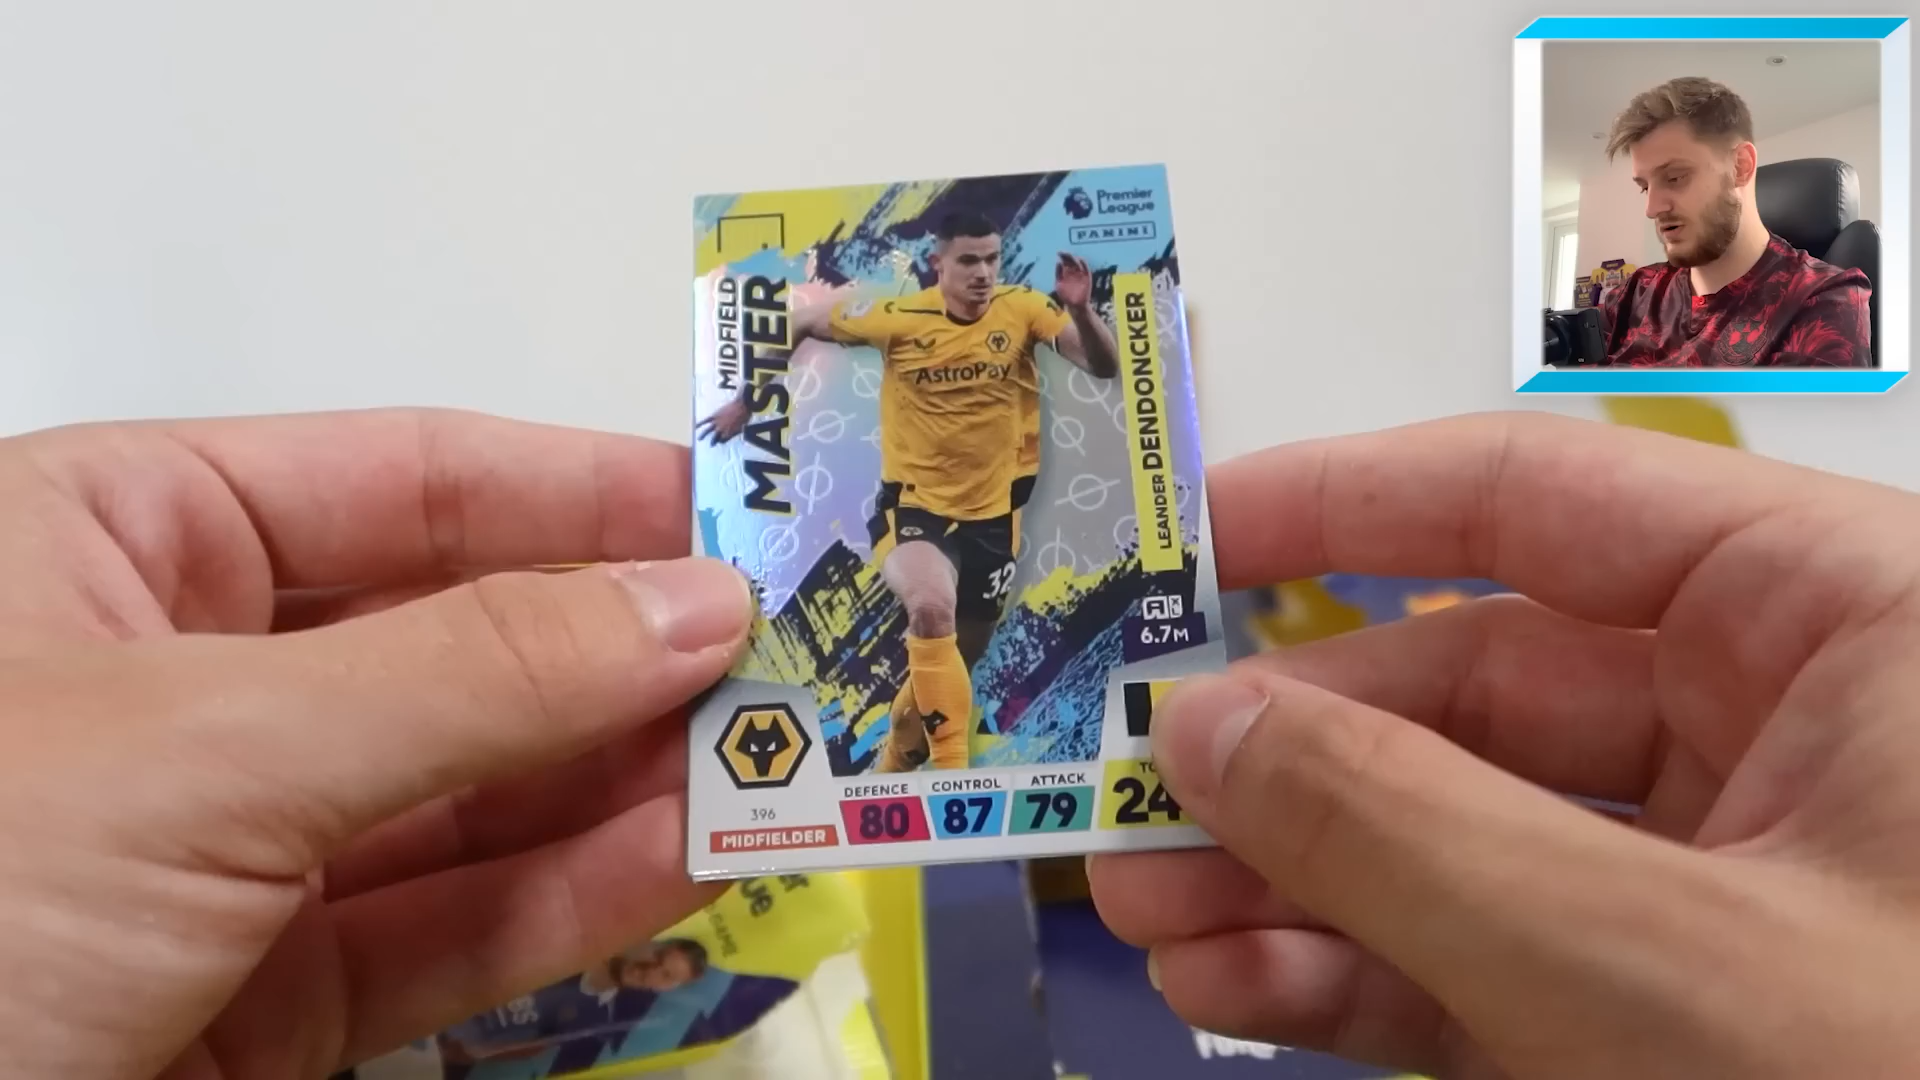 Premier
League
PANINI
MIDFIELD
MASTER
LEANDER DENDONCKER
AstroPay
32
6.7M
DEFENCE
CONTROL
ATTACK
80
87
79
24
396
MIDFIELDER